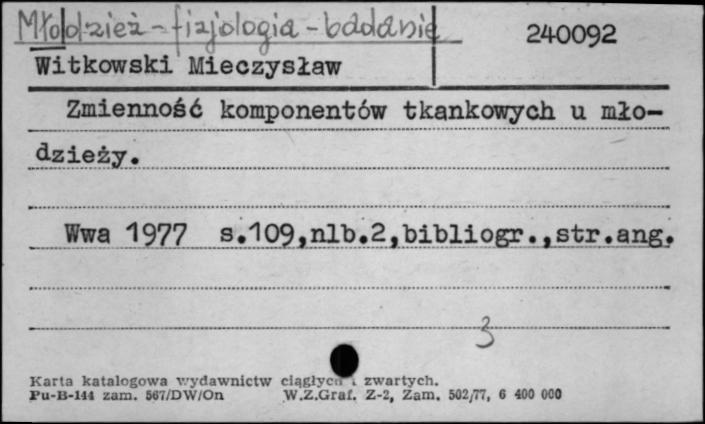 Młodzież - fizjologia - badanie
240092
Witkowski Mieczysław
Zmienność komponentów tkankowych u mło-
dzieży.
Wwa 1977 s.109,nlb.2,bibliogr.,str.ang.
3
Karta katalogowa wydawnictw ciągłych i zwartych.
Pu-B-144 zam. 567/DW/On W.Z.Graf. Z-2, Zam. 502/77, 6 400 000